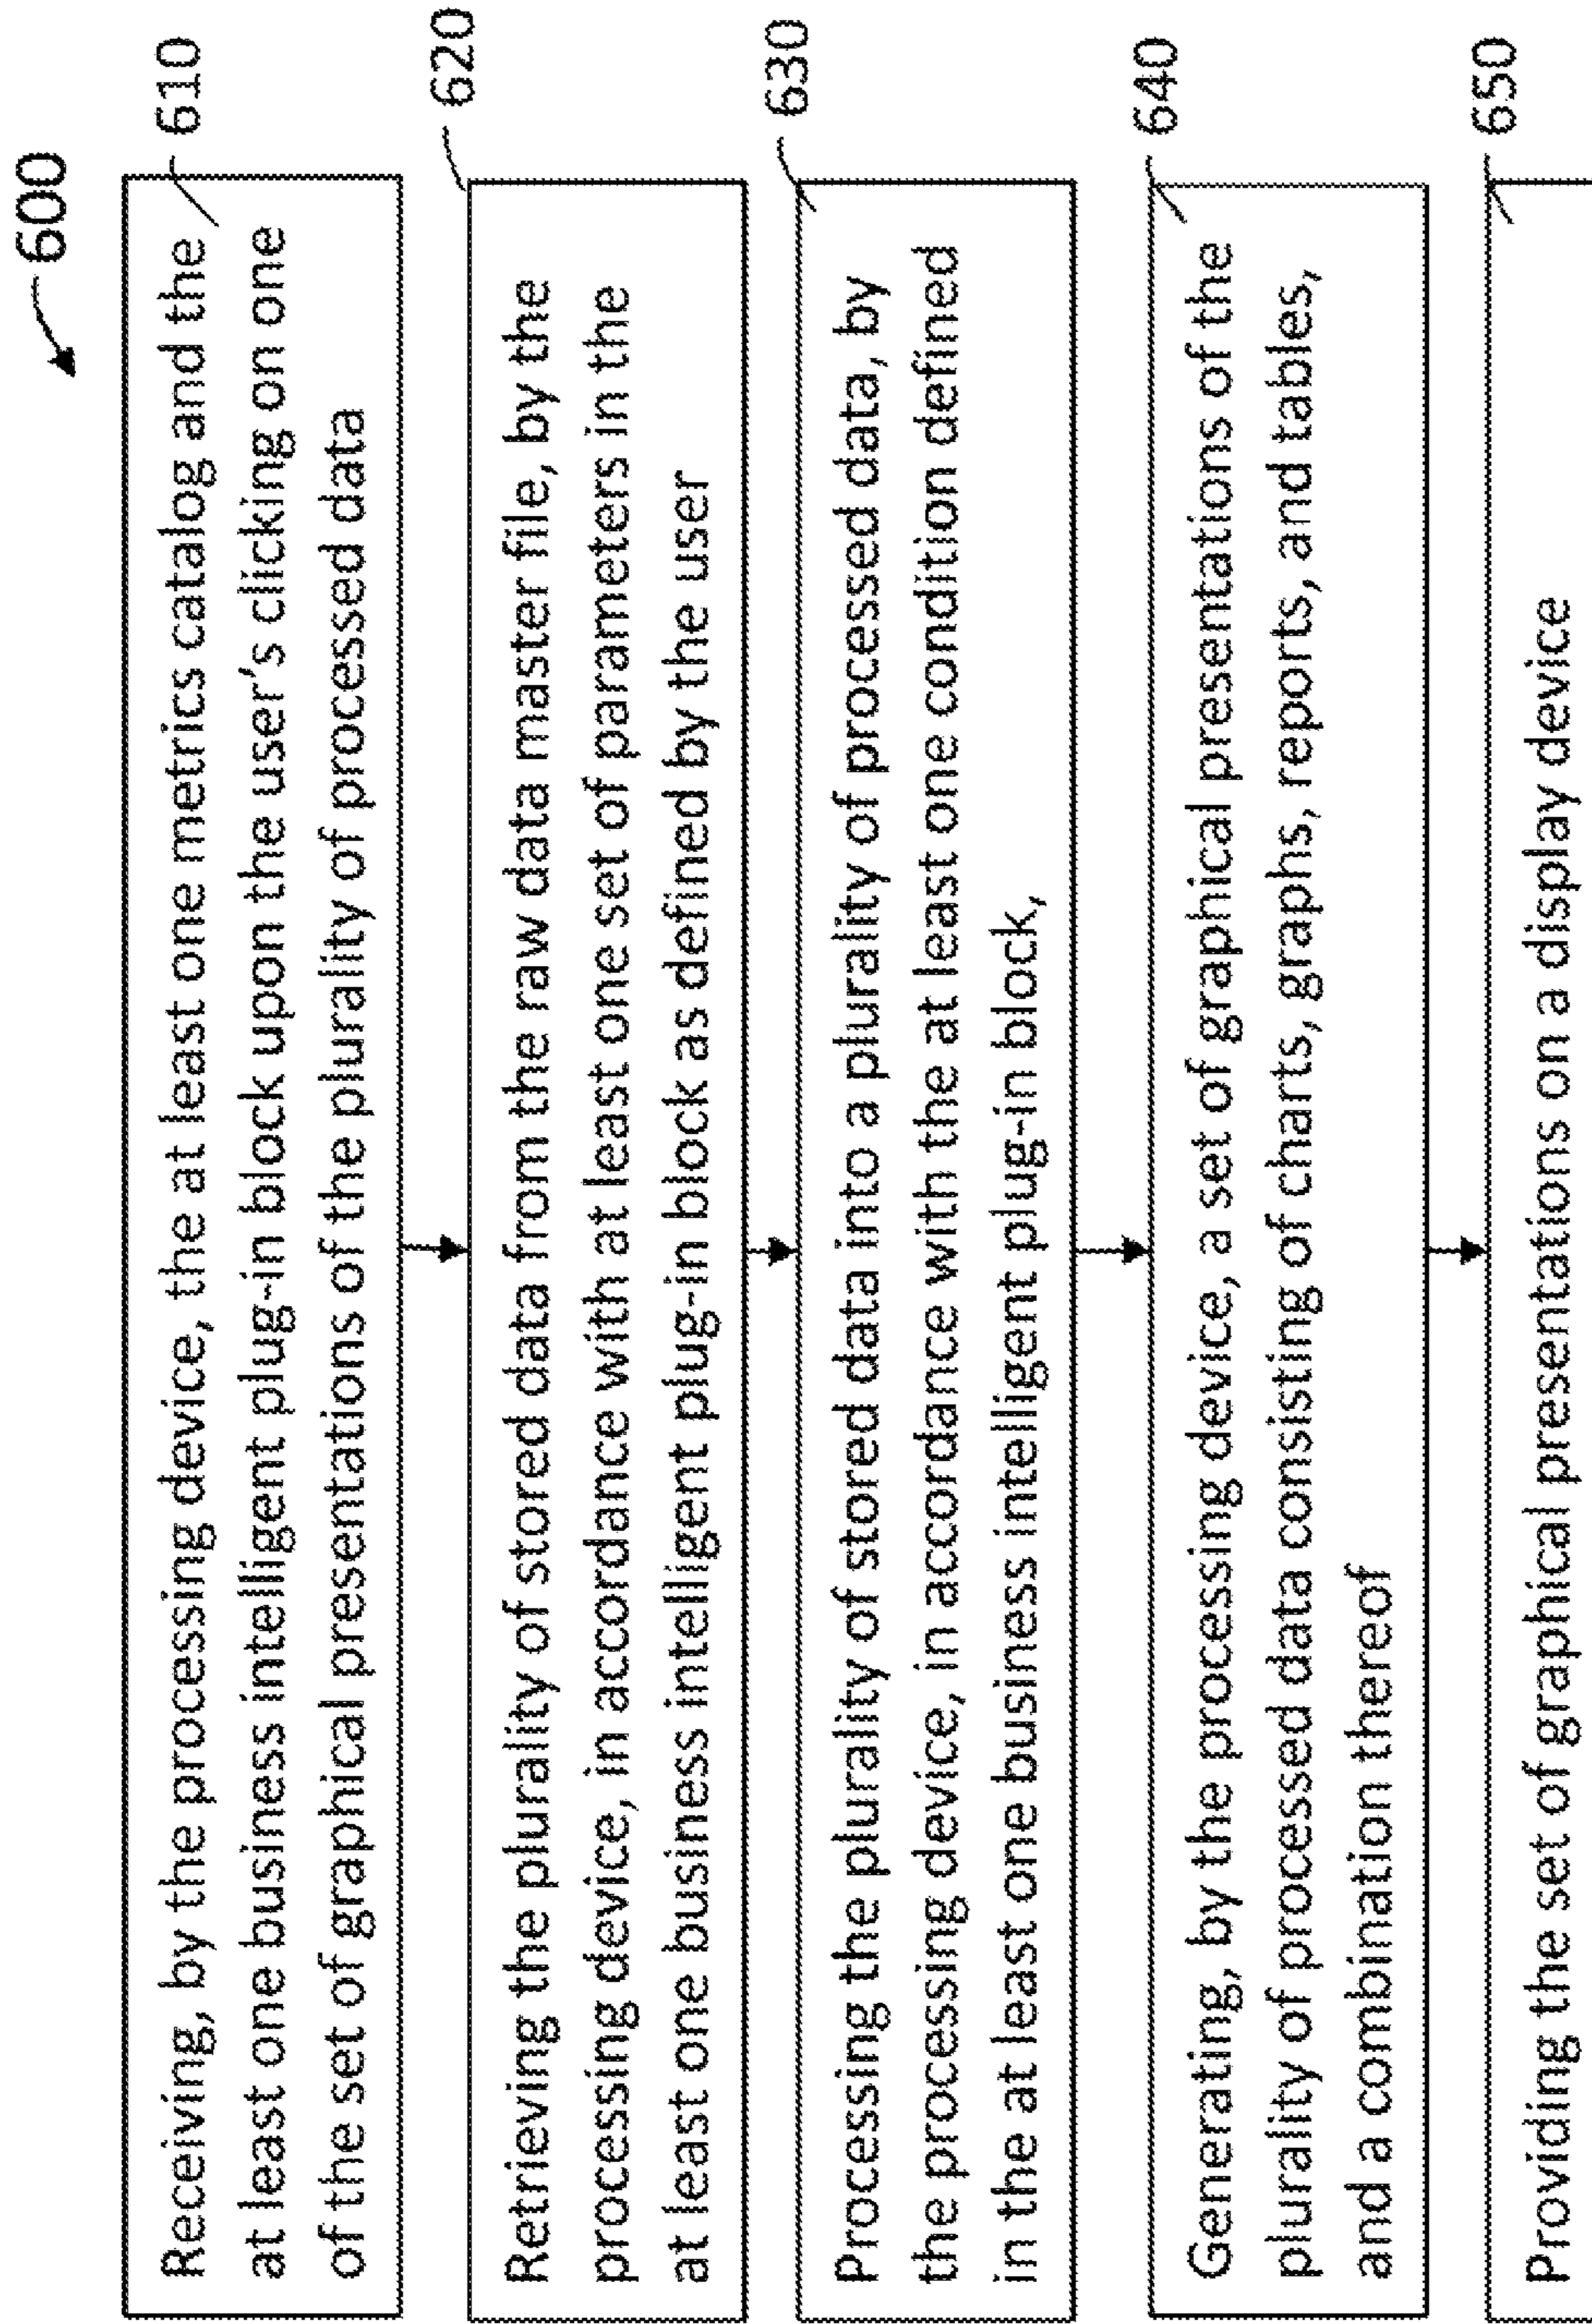 600
610
Receiving, by the processing device, the at least one metrics catalog and the
at least one business intelligent plug-in block upon the user's clicking on one
of the set of graphical presentations of the plurality of processed data
620
Retrieving the plurality of stored data from the raw data master file, by the
processing device, in accordance with at least one set of parameters in the
at least one business intelligent plug-in block as defined by the user
630
Processing the plurality of stored data into a plurality of processed data, by
the processing device, in accordance with the at least one condition defined
in the at least one business intelligent plug-in block,
640
Generating, by the processing device, a set of graphical presentations of the
plurality of processed data consisting of charts, graphs, reports, and tables,
and a combination thereof
650
Providing the set of graphical presentations on a display device